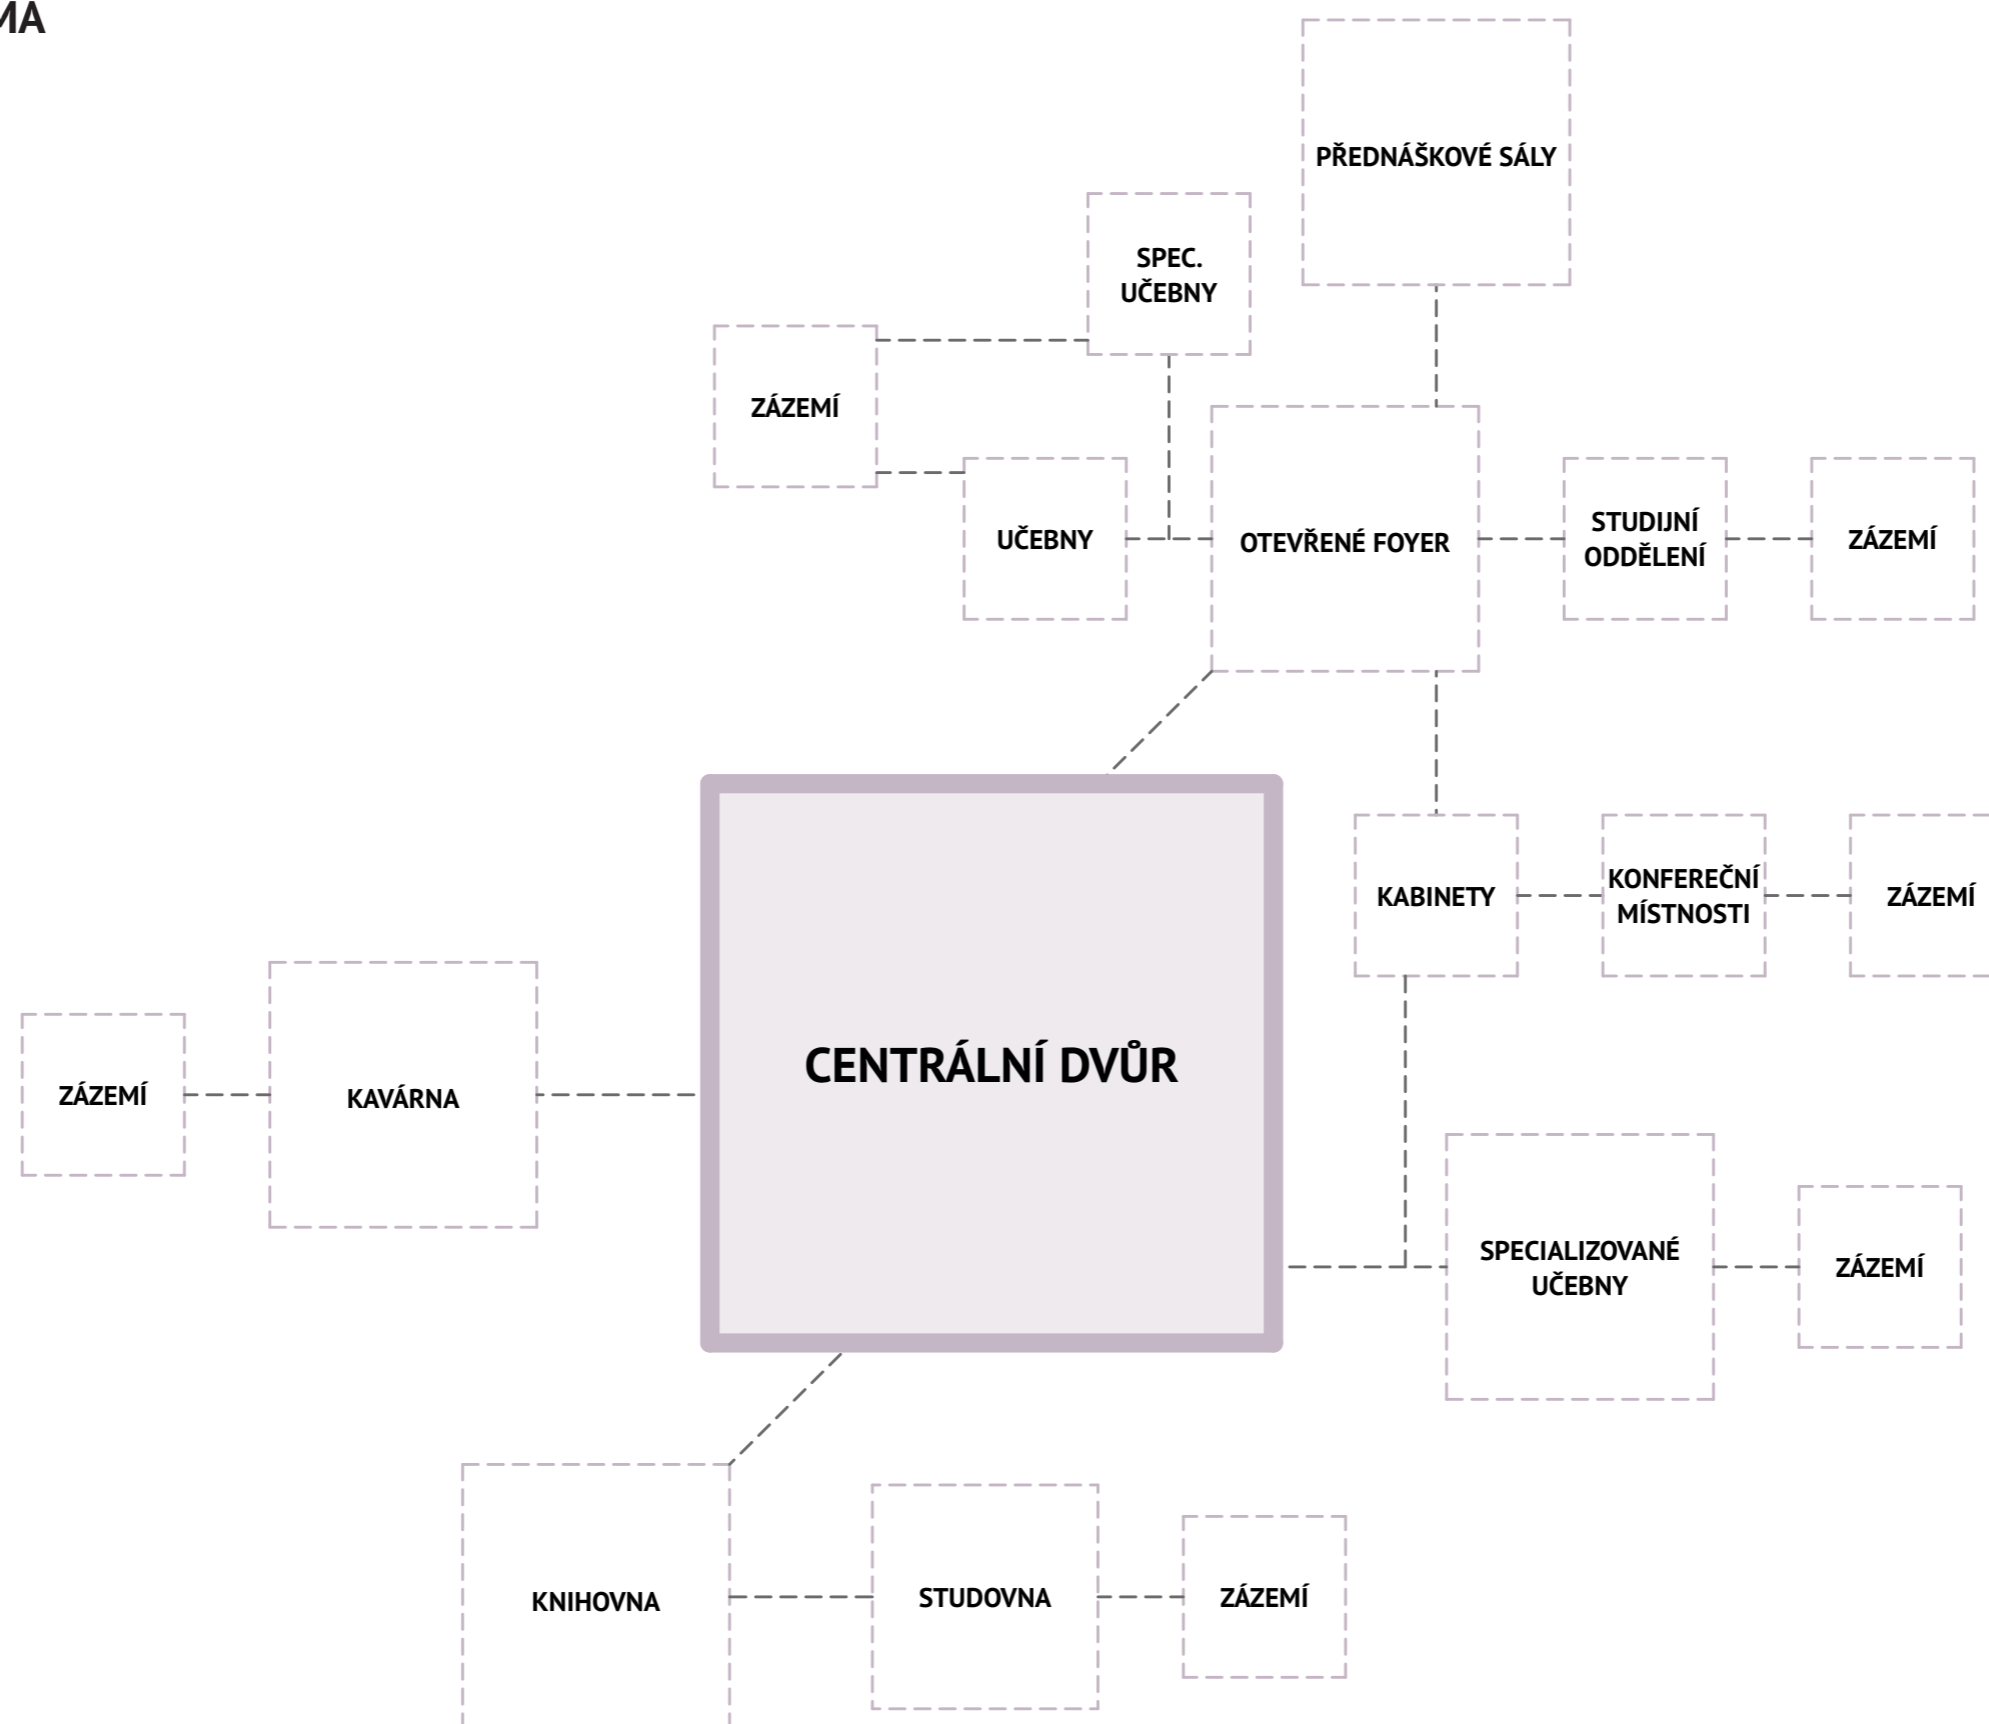 MA
PŘEDNÁŠKOVÉ SÁLY
SPEC.
UČEBNY
ZÁZEMÍ
UČEBNY
OTEVŘENÉ FOYER
STUDIJNÍ
ODDĚLENÍ
ZÁZEMÍ
KABINETY
KONFEREČNÍ
MÍSTNOSTI
ZÁZEMÍ
CENTRÁLNÍ DVŮR
ZÁZEMÍ
KAVÁRNA
SPECIALIZOVANÉ
UČEBNY
ZÁZEMÍ
KNIHOVNA
STUDOVNA
ZÁZEMÍ